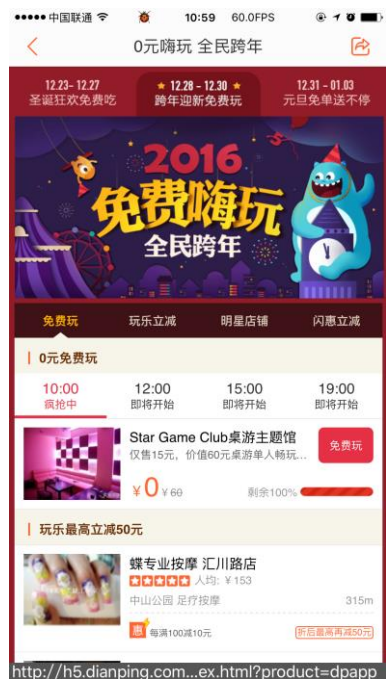 中国联通 10:59 60.0FPS
0元嗨玩 全民跨年
12.23-12.27 ★ 12.28 - 12.30 ★ 12.31 - 01.03
圣诞狂欢免费吃 跨年迎新免费玩 元旦免单送不停
2016
免费嗨玩
全民跨年
免费玩 玩乐立减 明星店铺 闪惠立减
0元免费玩
10:00 12:00 15:00 19:00
疯抢中 即将开始 即将开始 即将开始
Star Game Club桌游主题馆
仅售15元，价值60元桌游单人畅玩...
免费玩
¥0 ¥60 剩余100%
玩乐最高立减50元
蝶专业按摩 汇川路店
人均: ¥153
中山公园 足疗按摩 315m
惠 每满100减10元 折后最高再减50元
http://h5.dianping.com...ex.html?product=dpapp